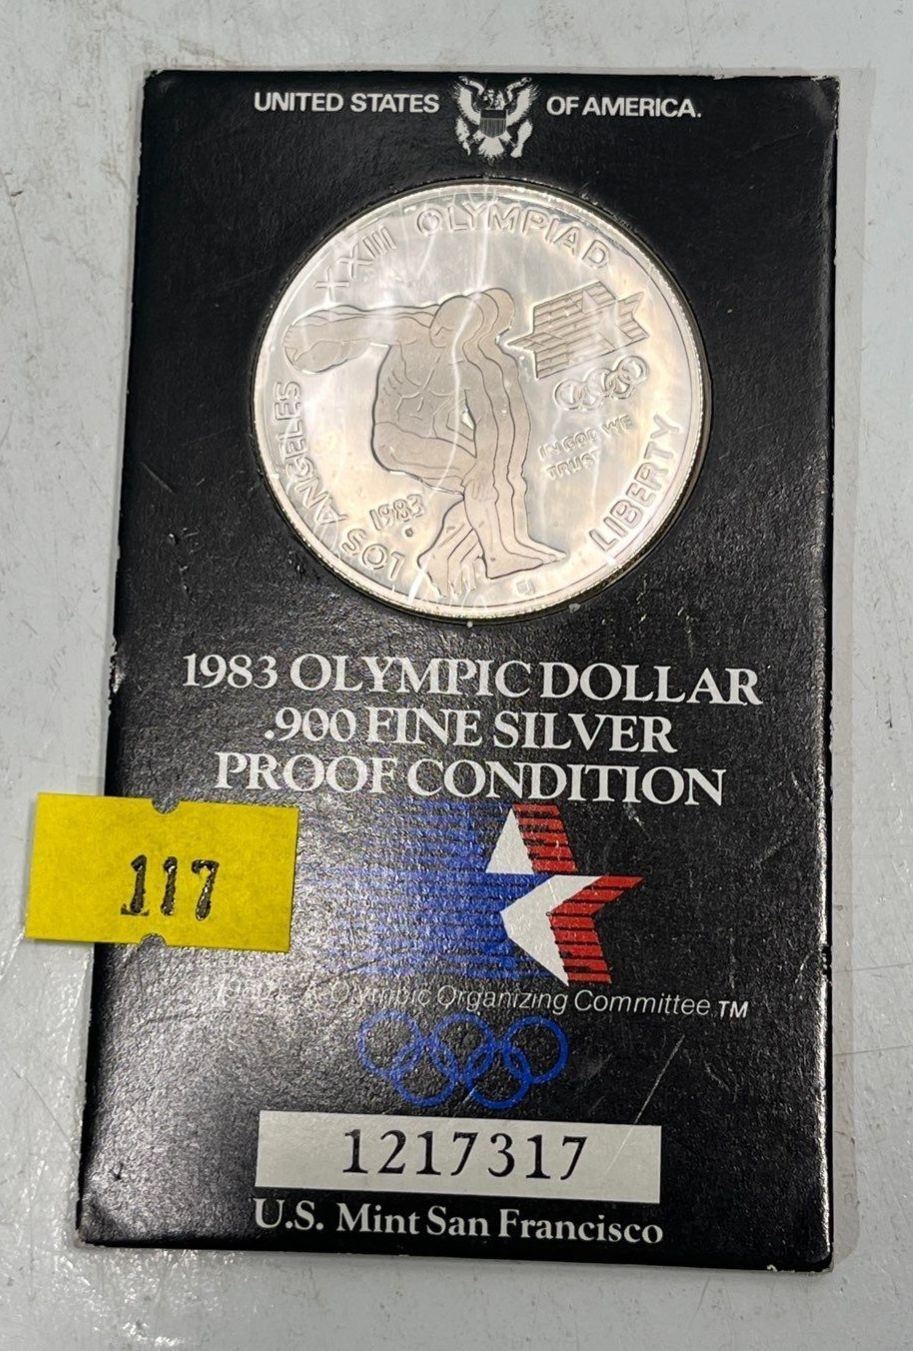 UNITED STATES OF AMERICA.
XXIII OLYMPIAD
LOS ANGELES
1983
IN GOD WE
TRUST
LIBERTY
1983 OLYMPIC DOLLAR
.900 FINE SILVER
PROOF CONDITION
117
Olympic Organizing Committee TM
1217317
U.S. Mint San Francisco